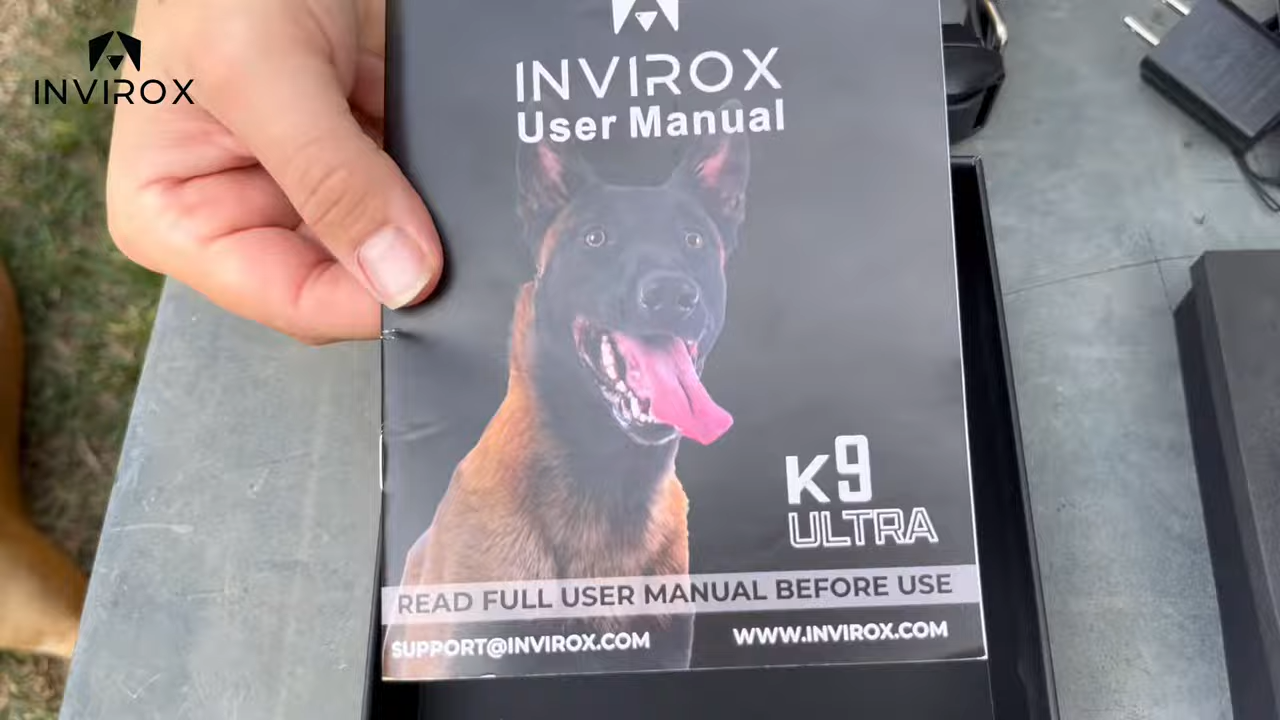 INVIROX
INVIROX
User Manual
K9
ULTRA
READ FULL USER MANUAL BEFORE USE
SUPPORT@INVIROX.COM
WWW.INVIROX.COM